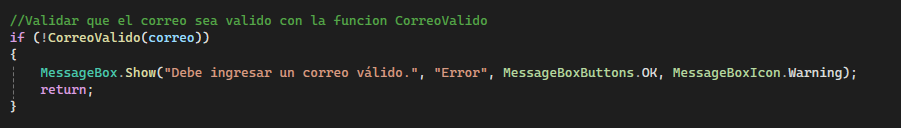 //Validar que el correo sea valido con la funcion CorreoValido
if (!CorreoValido(correo))
{
    MessageBox.Show("Debe ingresar un correo válido.", "Error", MessageBoxButtons.OK, MessageBoxIcon.Warning);
    return;
}